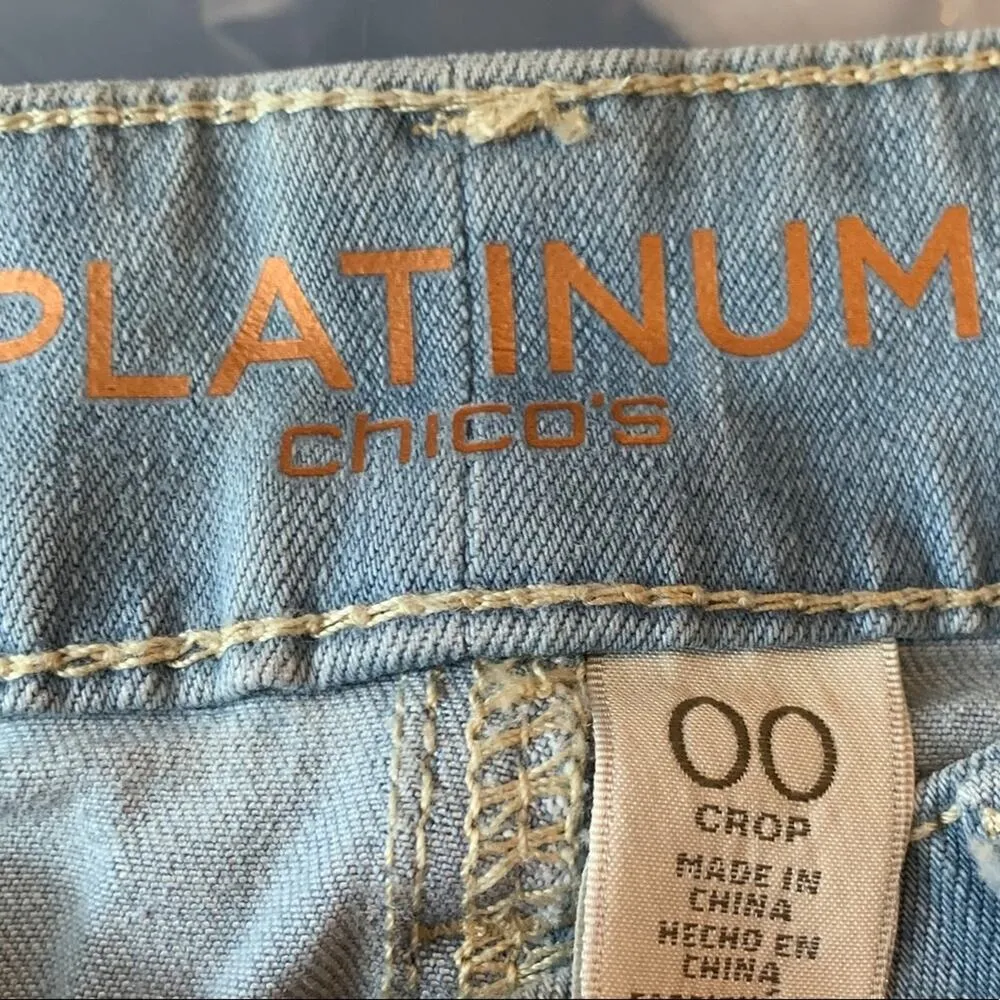 PLATINUM
chico's
00
CROP
MADE IN
CHINA
HECHO EN
CHINA